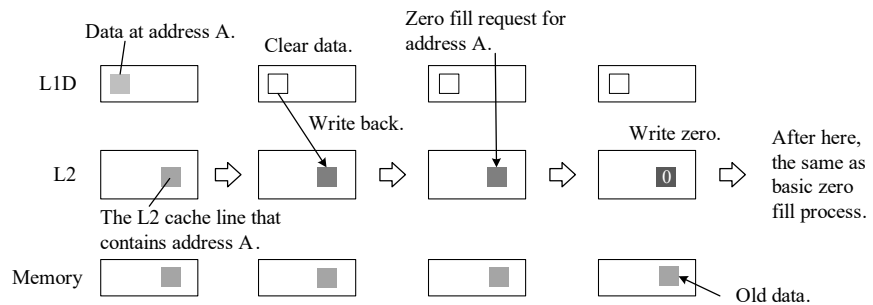 Data at address A.
Clear data.
Zero fill request for
address A.
L1D
Write back.
Write zero.
L2
0
After here,
the same as
basic zero
fill process.
The L2 cache line that
contains address A.
Memory
Old data.